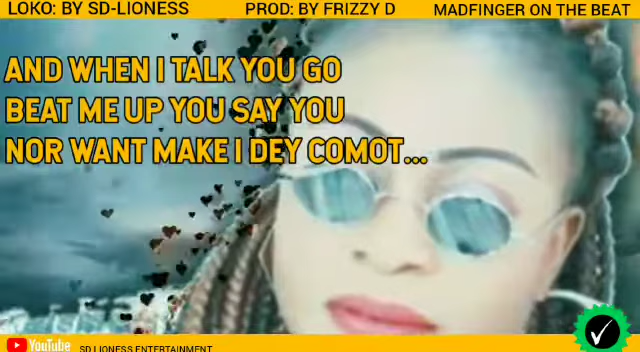 LOKO: BY SD-LIONESS PROD: BY FRIZZY D MADFINGER ON THE BEAT
AND WHEN I TALK YOU GO
BEAT ME UP YOU SAY YOU
NOR WANT MAKE I DEY COMOT...
YouTube SD LIONESS ENTERTAINMENT